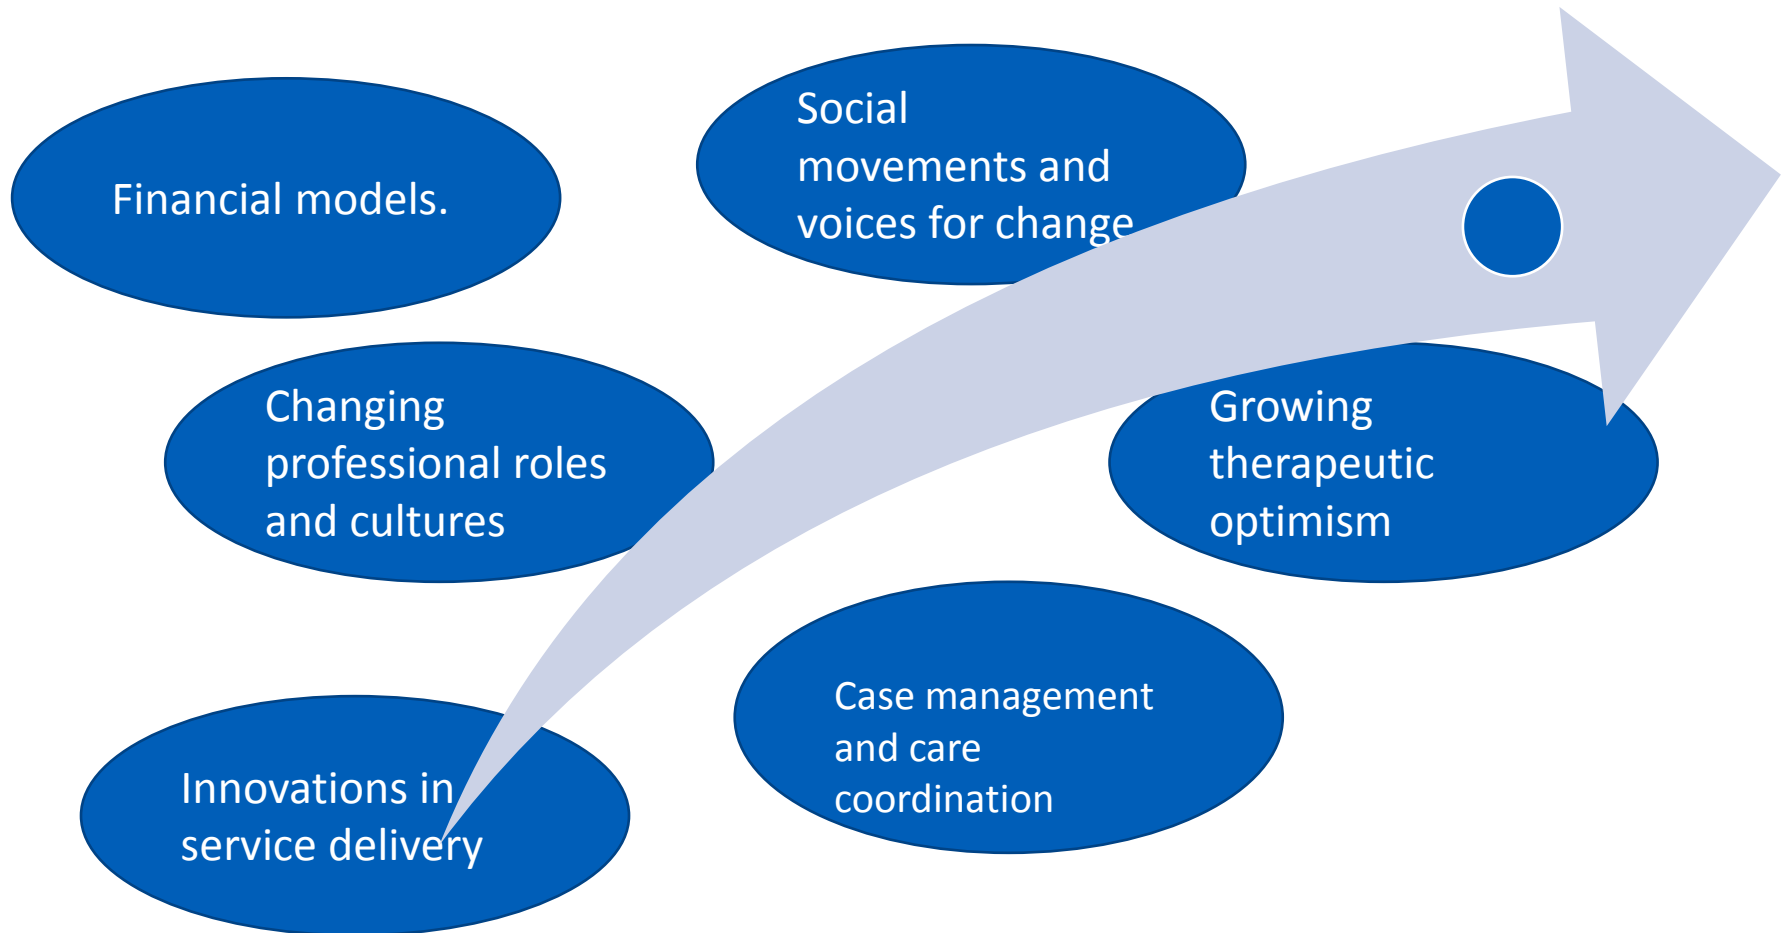 Financial models.
Social
movements and
voices for change
Changing
professional roles
and cultures
Growing
therapeutic
optimism
Case management
and care
coordination
Innovations in
service delivery